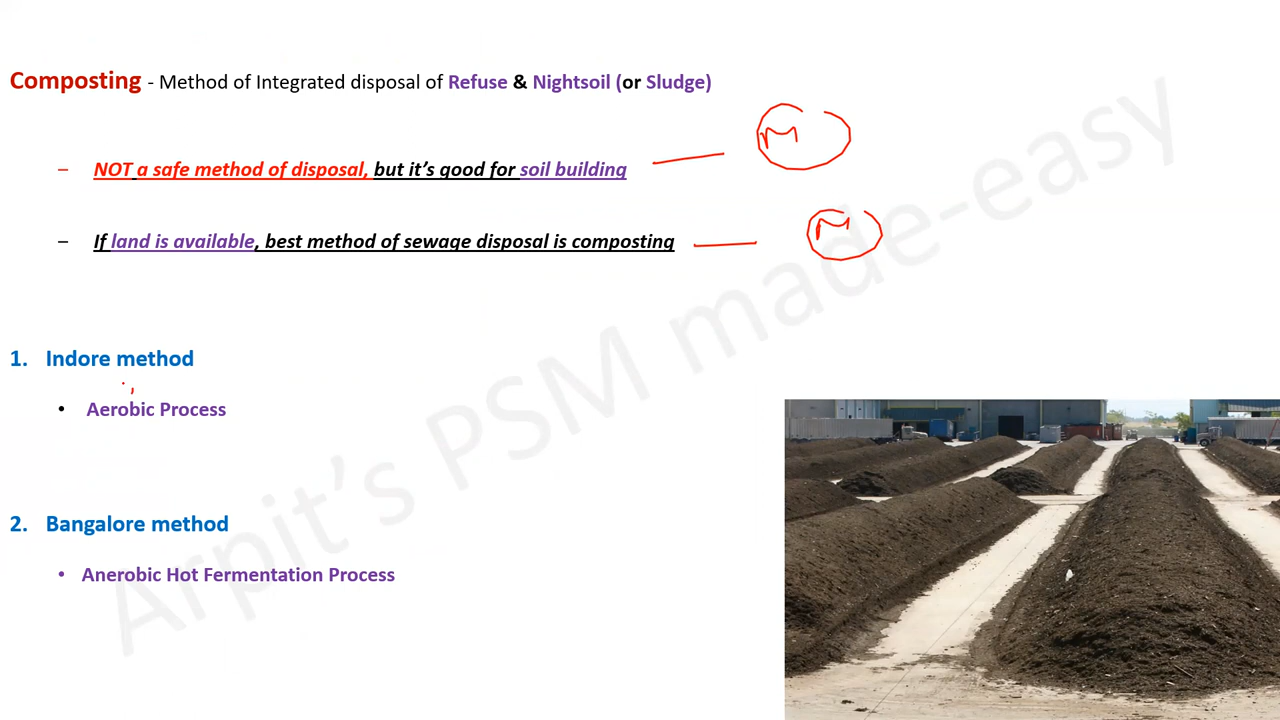 Composting - Method of Integrated disposal of Refuse & Nightsoil (or Sludge)
– NOT a safe method of disposal, but it’s good for soil building
M
– If land is available, best method of sewage disposal is composting
M
1. Indore method
• Aerobic Process
2. Bangalore method
• Anerobic Hot Fermentation Process
Arpit’s PSM made-easy